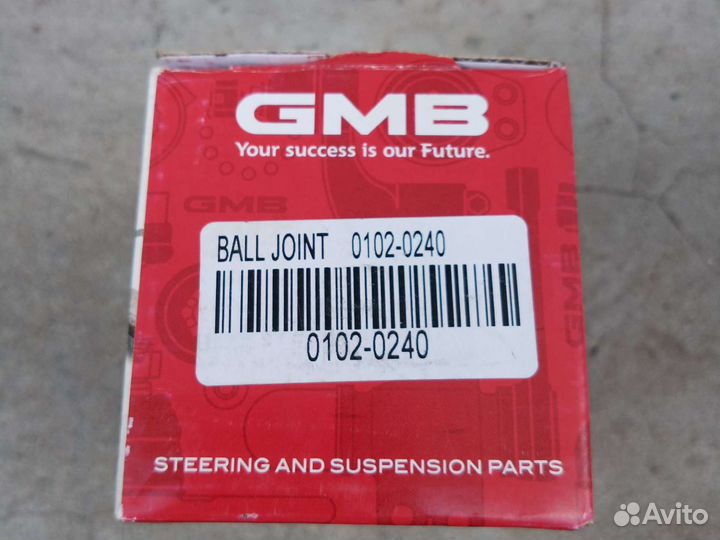 GMB
Your success is our Future.
GMB
BALL JOINT 0102-0240
0102-0240
STEERING AND SUSPENSION PARTS
Avito